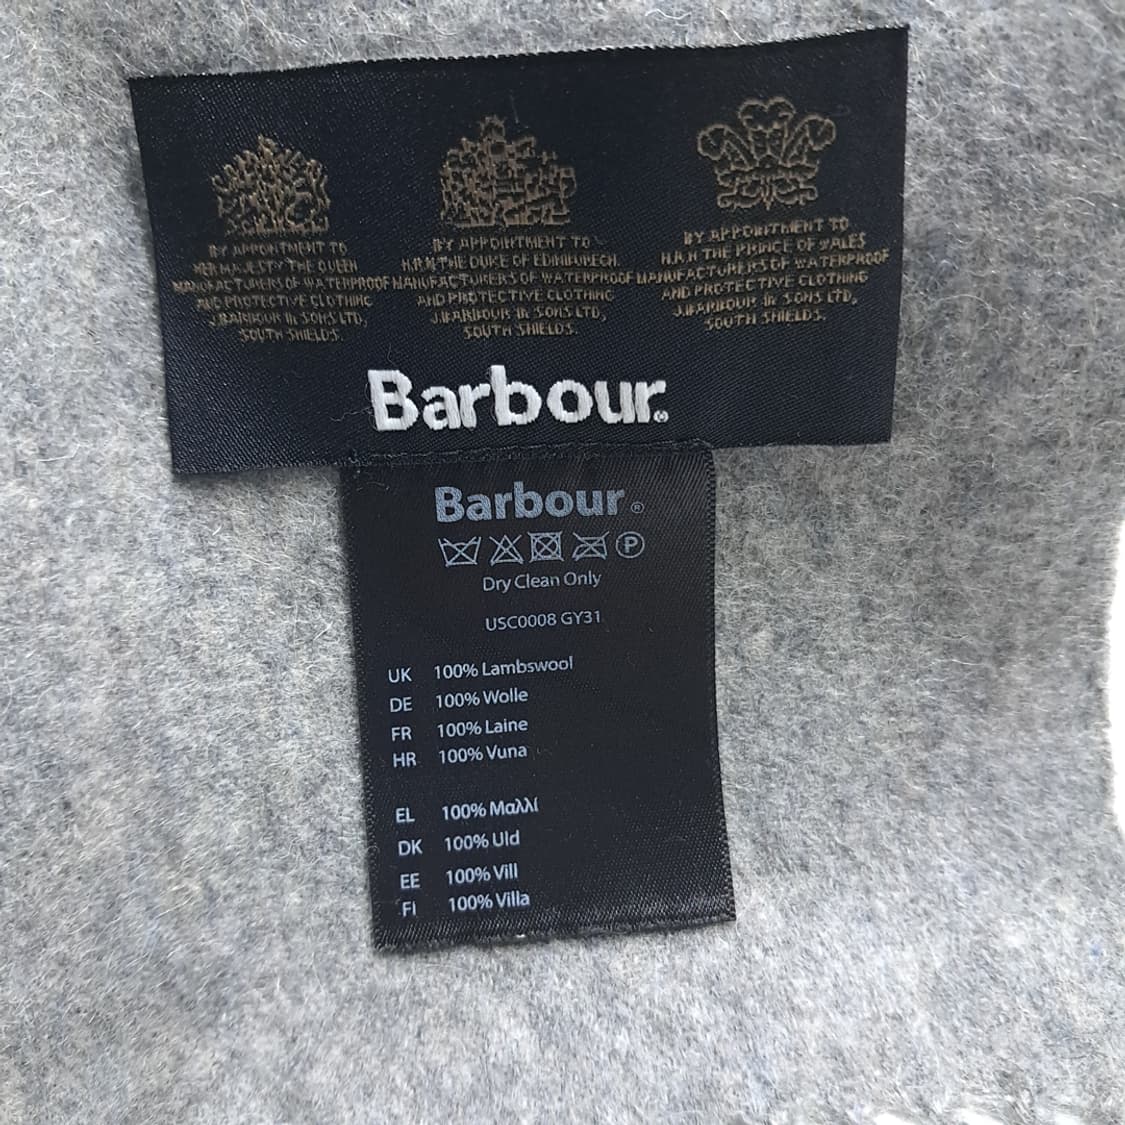 BY APPOINTMENT TO
HER MAJESTY THE QUEEN
MANUFACTURERS OF WATERPROOF
AND PROTECTIVE CLOTHING
J.BARBOUR & SONS LTD,
SOUTH SHIELDS.
BY APPOINTMENT TO
H.R.H THE DUKE OF EDINBURGH
MANUFACTURERS OF WATERPROOF
AND PROTECTIVE CLOTHING
J.BARBOUR & SONS LTD,
SOUTH SHIELDS.
BY APPOINTMENT TO
H.R.H THE PRINCE OF WALES
MANUFACTURERS OF WATERPROOF
AND PROTECTIVE CLOTHING
J.BARBOUR & SONS LTD,
SOUTH SHIELDS.
Barbour®
Barbour®
P
Dry Clean Only
USC0008 GY31
UK 100% Lambswool
DE 100% Wolle
FR 100% Laine
HR 100% Vuna
EL 100% Μαλλί
DK 100% Uld
EE 100% Vill
FI 100% Villa